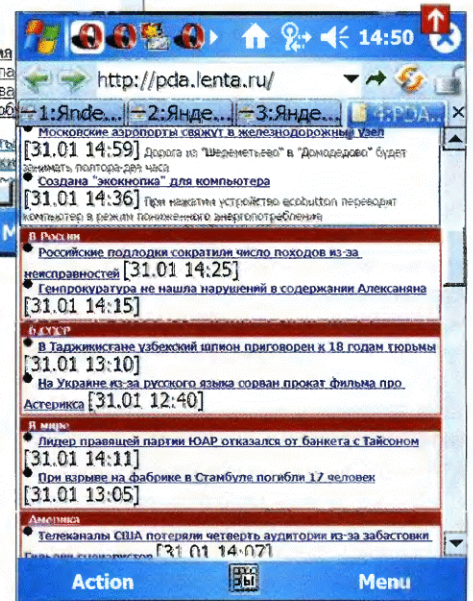 14:50
http://pda.lenta.ru/
1:Янде...
2:Янде...
3:Янде...
4:PDA...
Московские аэропорты свяжут в железнодорожный узел
[31.01 14:59] Дорога из "Шереметьево" в "Домодедово" будет
занимать полтора-два часа
Создана "экокнопка" для компьютера
[31.01 14:36] При нажатии устройство ecobutton переводит
компьютер в режим пониженного энергопотребления
В России
Российские подлодки сократили число походов из-за
неисправностей [31.01 14:25]
Генпрокуратура не нашла нарушений в содержании Алексаняна
[31.01 14:15]
б.СССР
В Таджикистане узбекский шпион приговорен к 18 годам тюрьмы
[31.01 13:10]
На Украине из-за русского языка сорван прокат фильма про
Астерикса [31.01 12:40]
В мире
Лидер правящей партии ЮАР отказался от банкета с Тайсоном
[31.01 14:11]
При взрыве на фабрике в Стамбуле погибли 17 человек
[31.01 13:05]
Америка
Телеканалы США потеряли четверть аудитории из-за забастовки
сценаристов [31.01 14:07]
Action
Menu